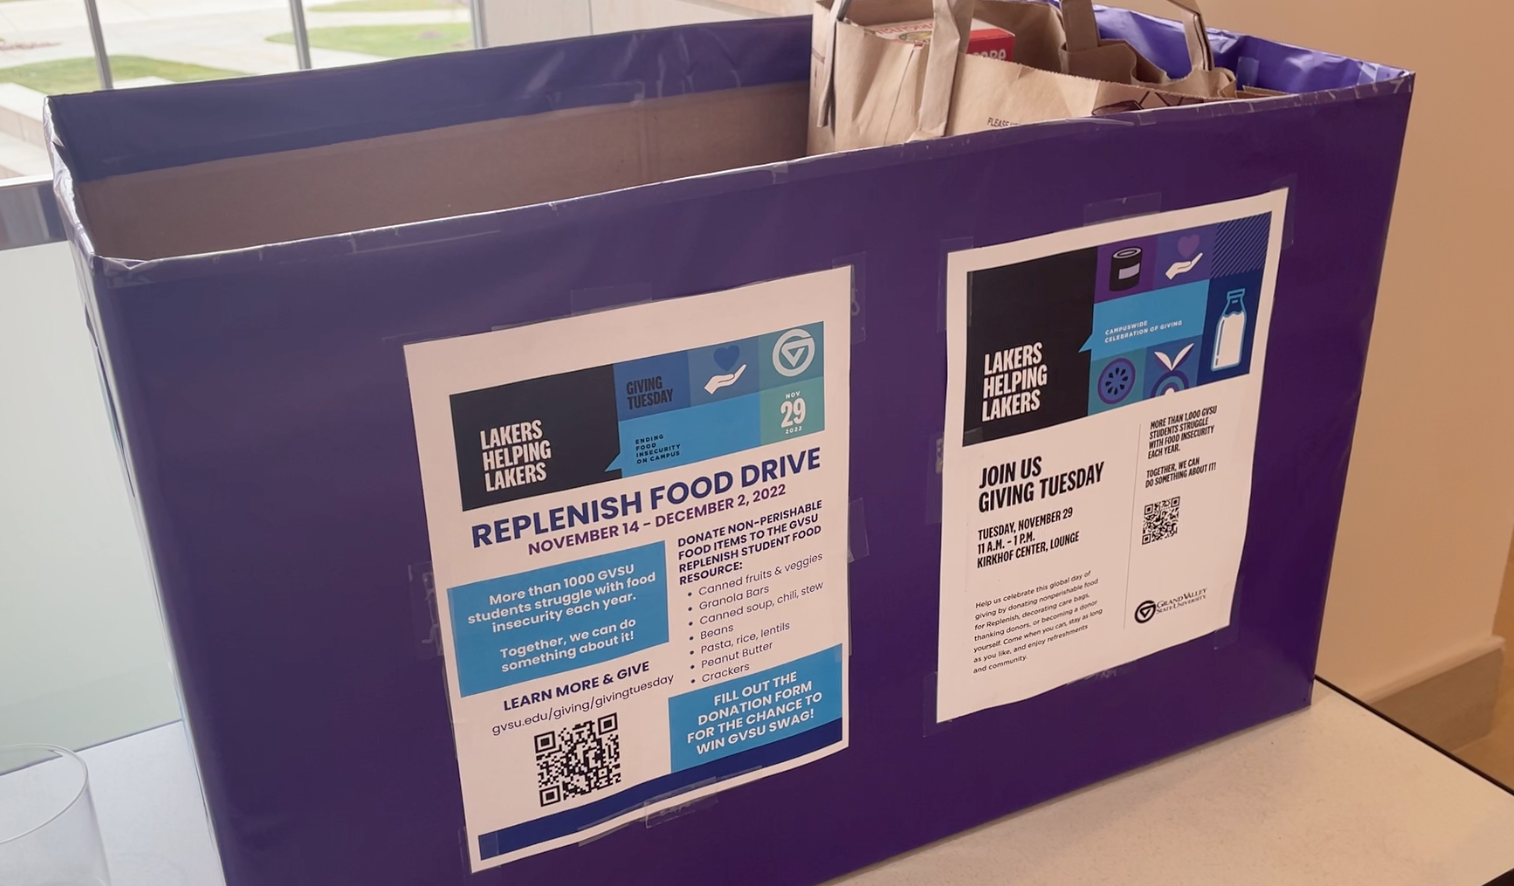 PLEASE
LAKERS
HELPING
LAKERS
GIVING
TUESDAY
ENDING
FOOD
INSECURITY
ON CAMPUS
NOV
29
2022
REPLENISH FOOD DRIVE
NOVEMBER 14 - DECEMBER 2, 2022
More than 1000 GVSU
students struggle with food
insecurity each year.
Together, we can do
something about it!
LEARN MORE & GIVE
gvsu.edu/giving/givingtuesday
DONATE NON-PERISHABLE
FOOD ITEMS TO THE GVSU
REPLENISH STUDENT FOOD
RESOURCE:
• Canned fruits & veggies
• Granola Bars
• Canned soup, chili, stew
• Beans
• Pasta, rice, lentils
• Peanut Butter
• Crackers
FILL OUT THE
DONATION FORM
FOR THE CHANCE TO
WIN GVSU SWAG!
LAKERS
HELPING
LAKERS
CAMPUSWIDE
CELEBRATION OF GIVING
JOIN US
GIVING TUESDAY
TUESDAY, NOVEMBER 29
11 A.M. - 1 P.M.
KIRKHOF CENTER, LOUNGE
Help us celebrate this global day of
giving by donating nonperishable food
for Replenish, decorating care bags,
thanking donors, or becoming a donor
yourself. Come when you can, stay as long
as you like, and enjoy refreshments
and community.
MORE THAN 1,000 GVSU
STUDENTS STRUGGLE
WITH FOOD INSECURITY
EACH YEAR.
TOGETHER, WE CAN
DO SOMETHING ABOUT IT!
GRAND VALLEY
STATE UNIVERSITY